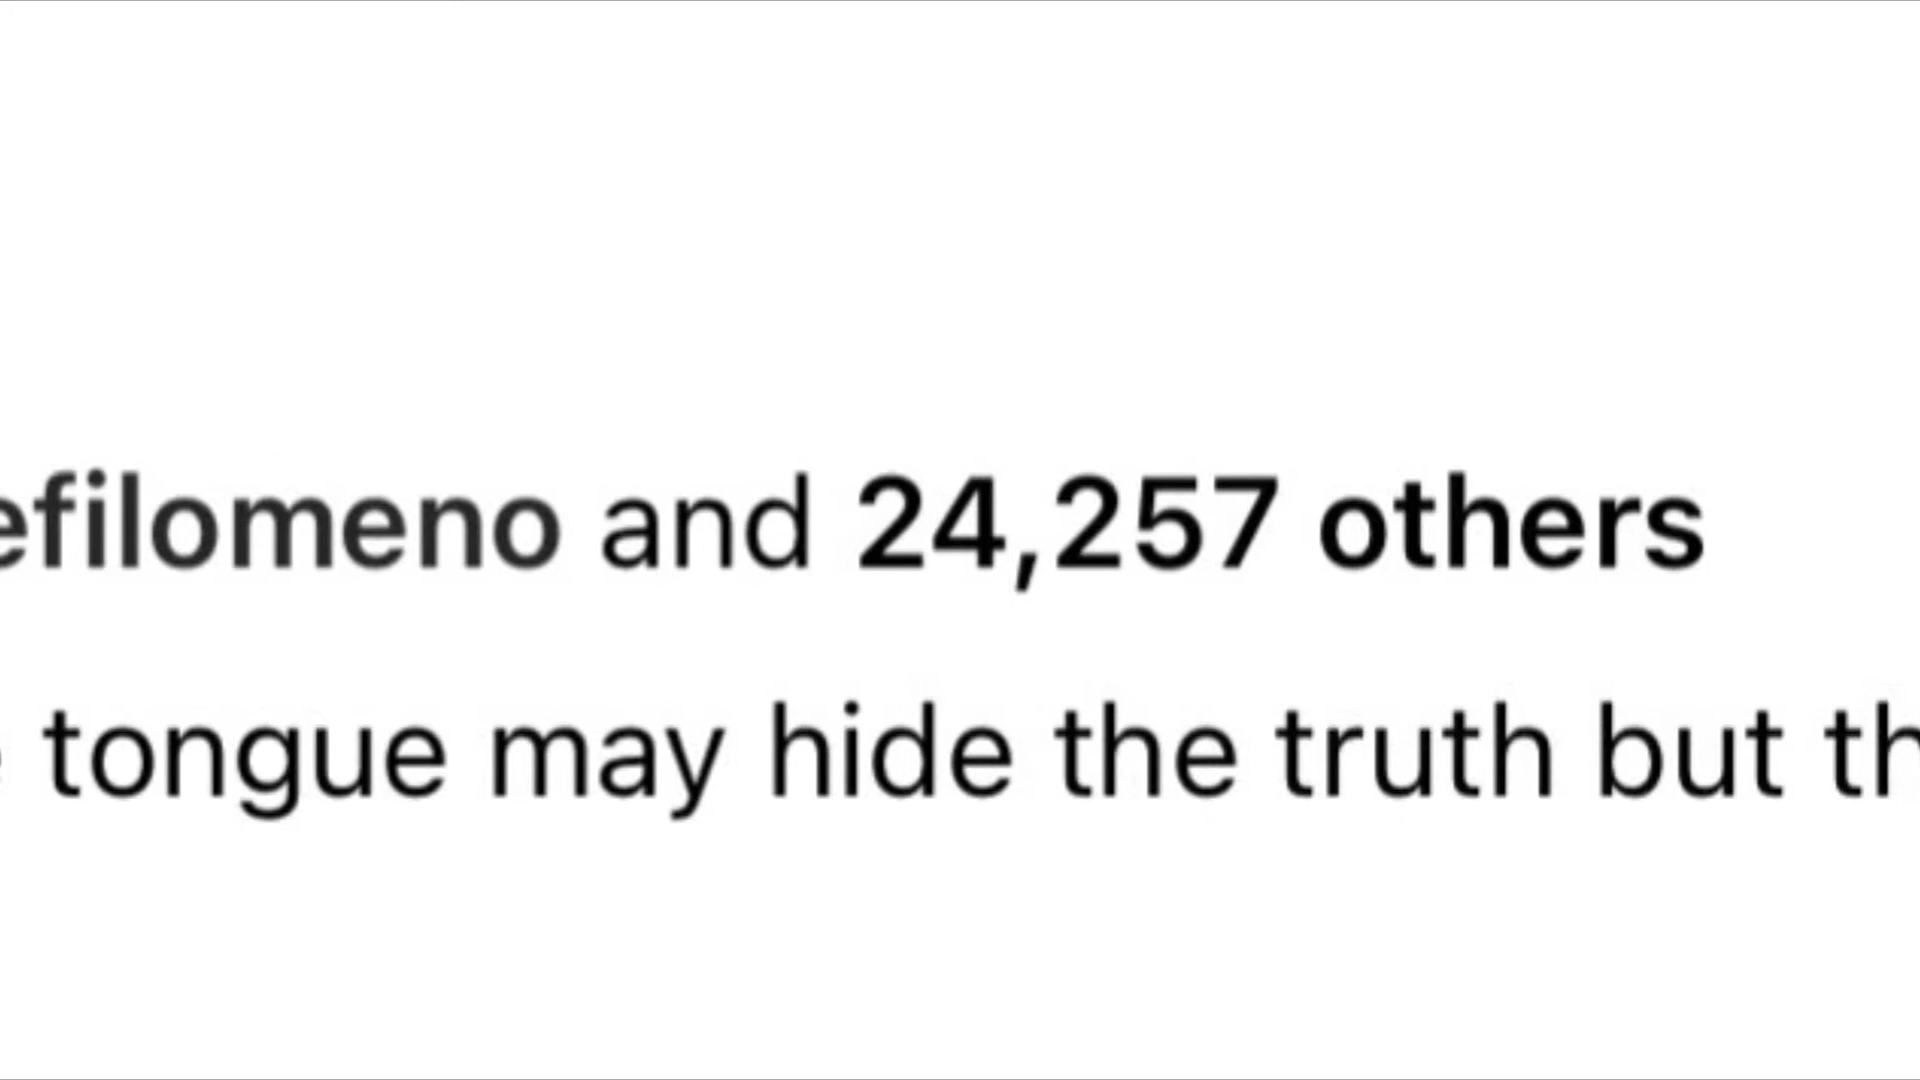 efilomeno and 24,257 others
tongue may hide the truth but th